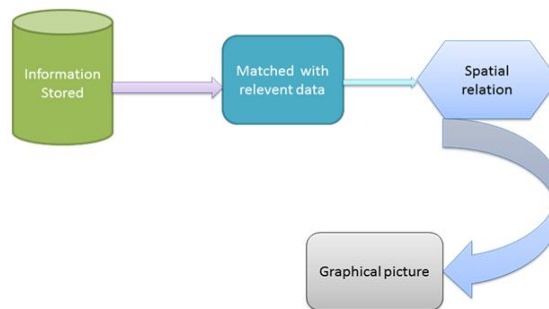 Information
Stored
Matched with
relevent data
Spatial
relation
Graphical picture